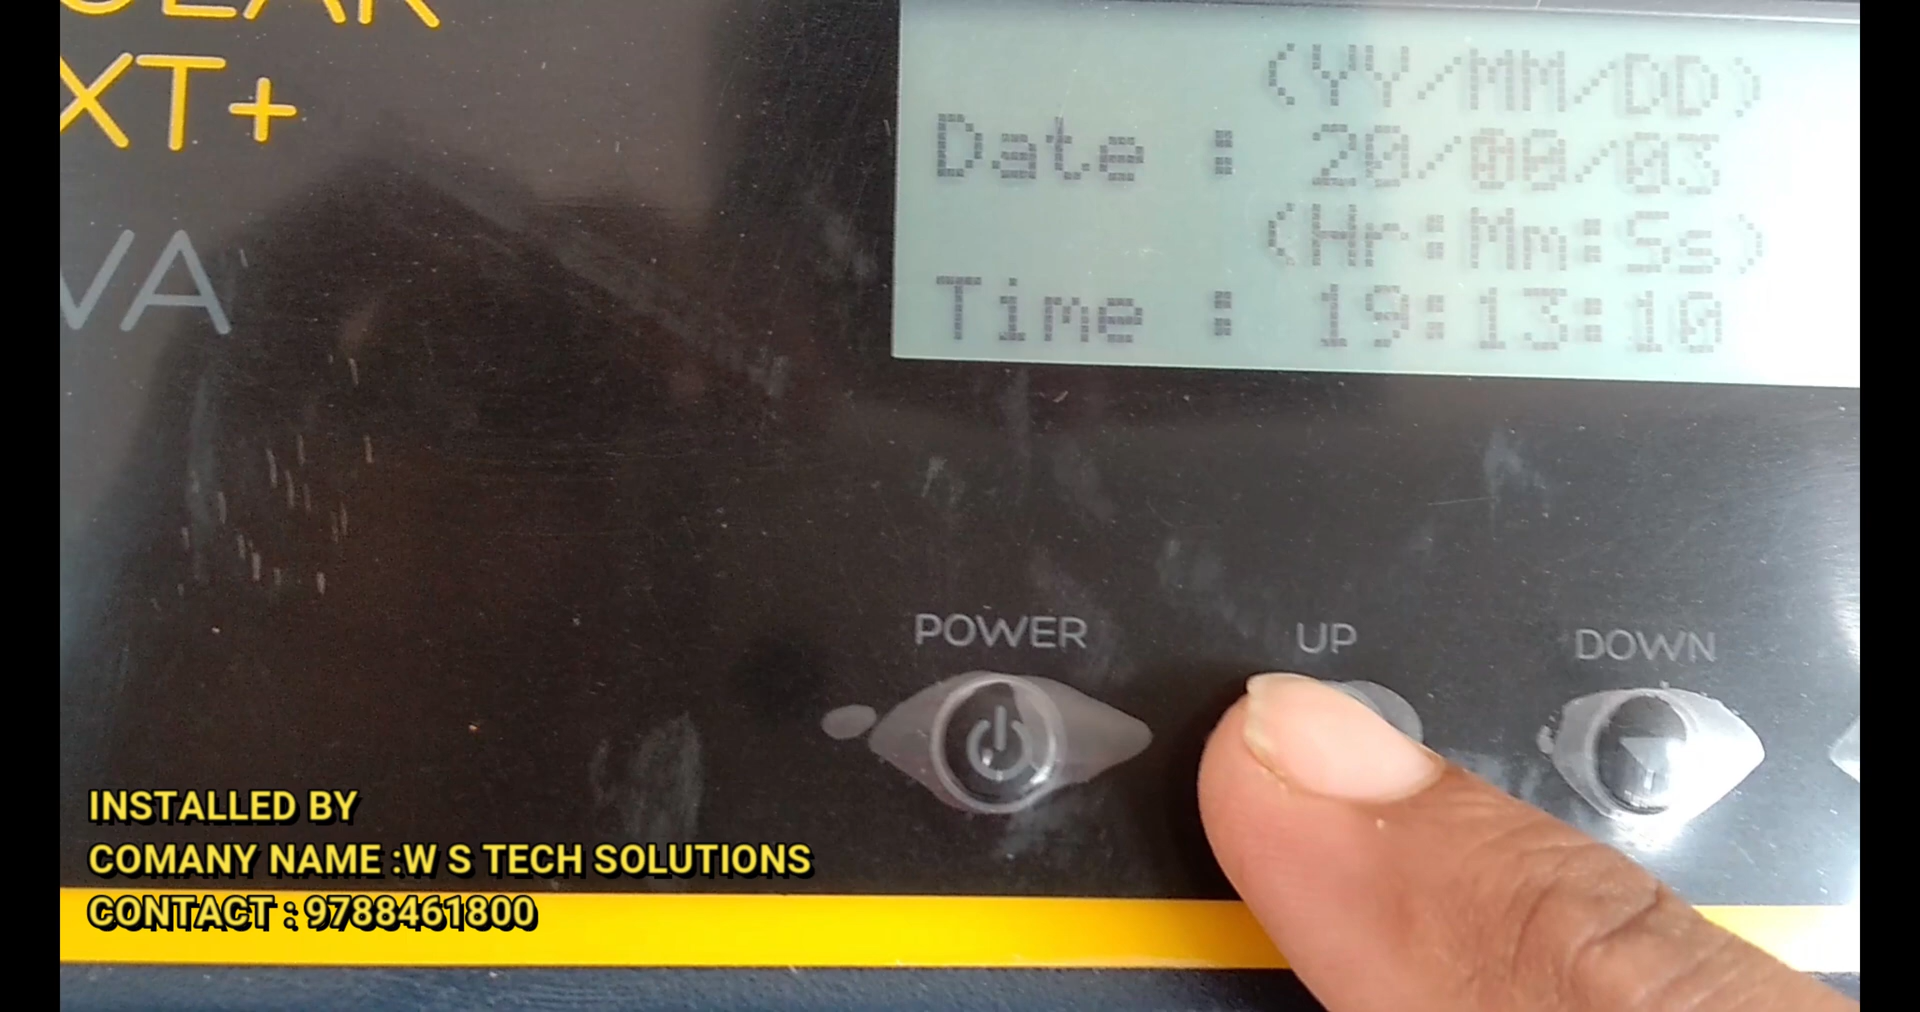 XT+
VA
(YY/MM/DD)
Date : 20/00/03
(Hr:Mm:Ss)
Time : 19:13:10
POWER
UP
DOWN
INSTALLED BY
COMANY NAME :W S TECH SOLUTIONS
CONTACT : 9788461800